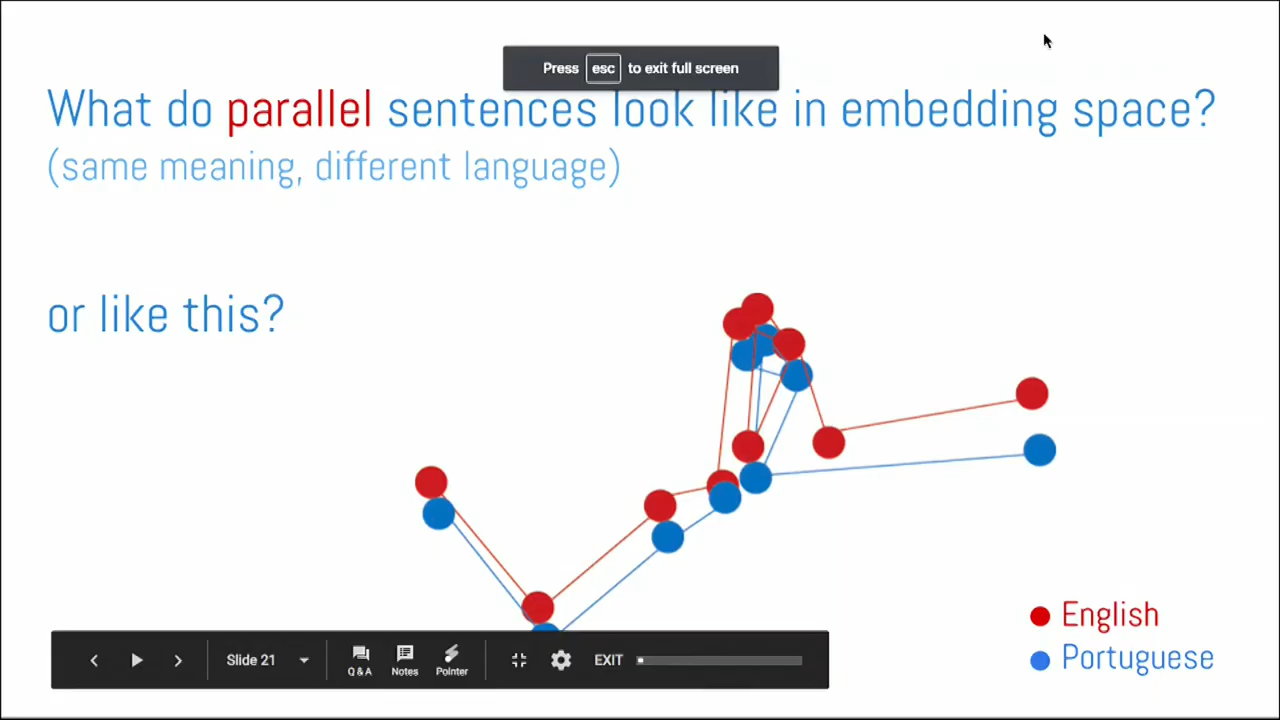 Press esc to exit full screen
What do parallel sentences look like in embedding space?
(same meaning, different language)
or like this?
English
Portuguese
Slide 21
Q & A
Notes
Pointer
EXIT